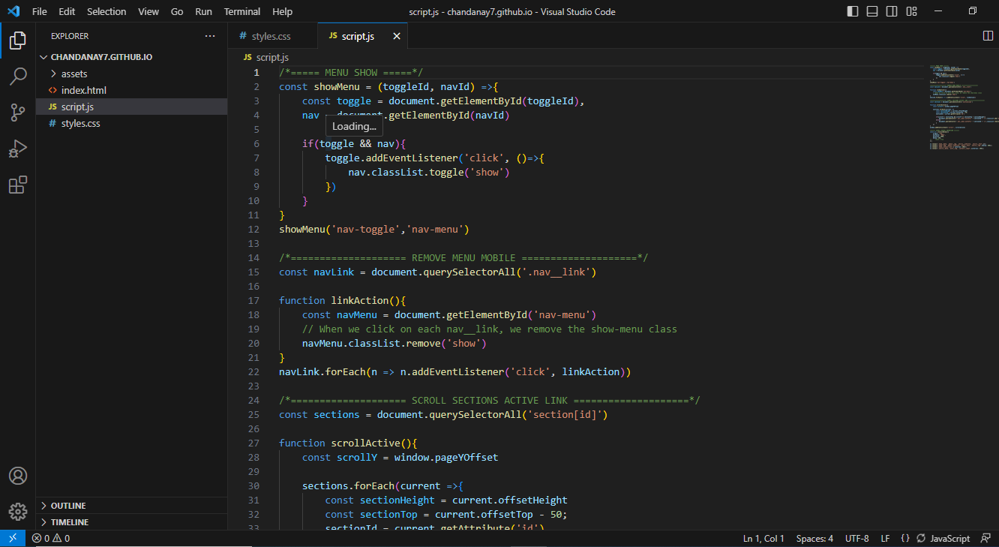 File Edit Selection View Go Run Terminal Help
script.js - chandanay7.github.io - Visual Studio Code
EXPLORER
CHANDANAY7.GITHUB.IO
assets
index.html
JS script.js
# styles.css
OUTLINE
TIMELINE
# styles.css
JS script.js
JS script.js
1 /*===== MENU SHOW =====*/
2 const showMenu = (toggleId, navId) =>{
3 const toggle = document.getElementById(toggleId),
4 nav = document.getElementById(navId)
Loading...
5
6 if(toggle && nav){
7 toggle.addEventListener('click', ()=>{
8 nav.classList.toggle('show')
9 })
10 }
11 }
12 showMenu('nav-toggle','nav-menu')
13
14 /*==================== REMOVE MENU MOBILE ====================*/
15 const navLink = document.querySelectorAll('.nav__link')
16
17 function linkAction(){
18 const navMenu = document.getElementById('nav-menu')
19 // When we click on each nav__link, we remove the show-menu class
20 navMenu.classList.remove('show')
21 }
22 navLink.forEach(n => n.addEventListener('click', linkAction))
23
24 /*==================== SCROLL SECTIONS ACTIVE LINK ====================*/
25 const sections = document.querySelectorAll('section[id]')
26
27 function scrollActive(){
28 const scrollY = window.pageYOffset
29
30 sections.forEach(current =>{
31 const sectionHeight = current.offsetHeight
32 const sectionTop = current.offsetTop - 50;
33 sectionId = current.getAttribute('id')
0 0
Ln 1, Col 1 Spaces: 4 UTF-8 LF {} JavaScript